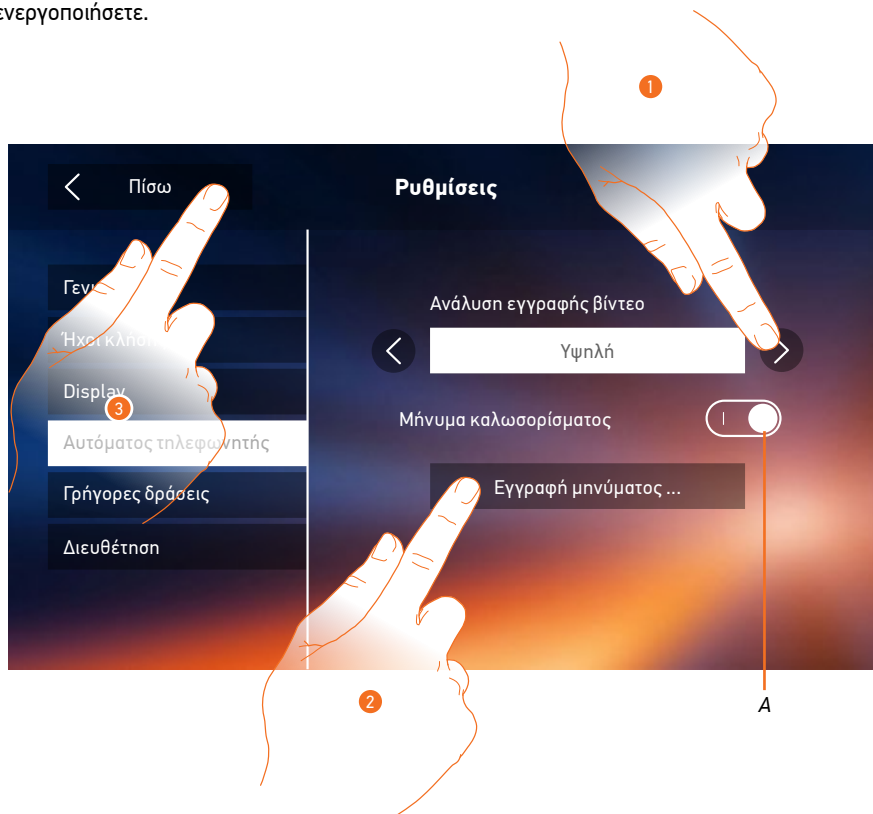 ενεργοποιήσετε.
1
Πίσω
Ρυθμίσεις
Ανάλυση εγγραφής βίντεο
Υψηλή
Display
3
Μήνυμα καλωσορίσματος
Αυτόματος τηλεφωνητής
Γρήγορες δράσεις
Εγγραφή μηνύματος ...
Διευθέτηση
2
A